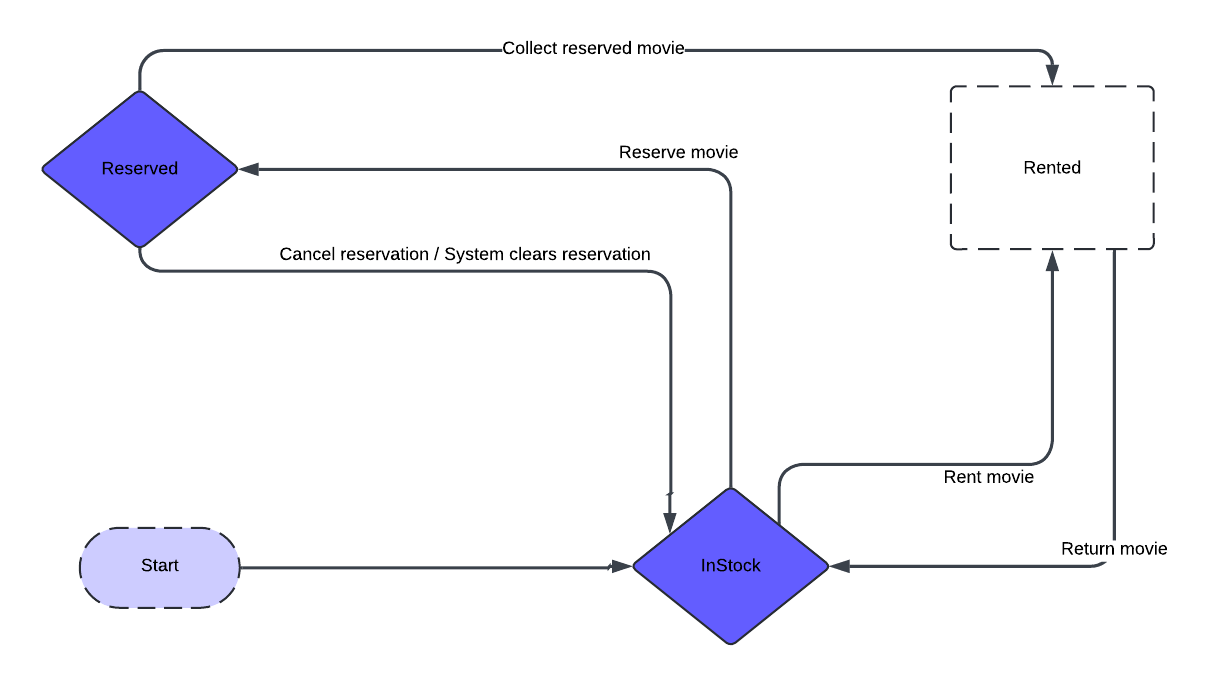 Collect reserved movie
Reserve movie
Reserved
Rented
Cancel reservation / System clears reservation
Rent movie
Return movie
Start
InStock